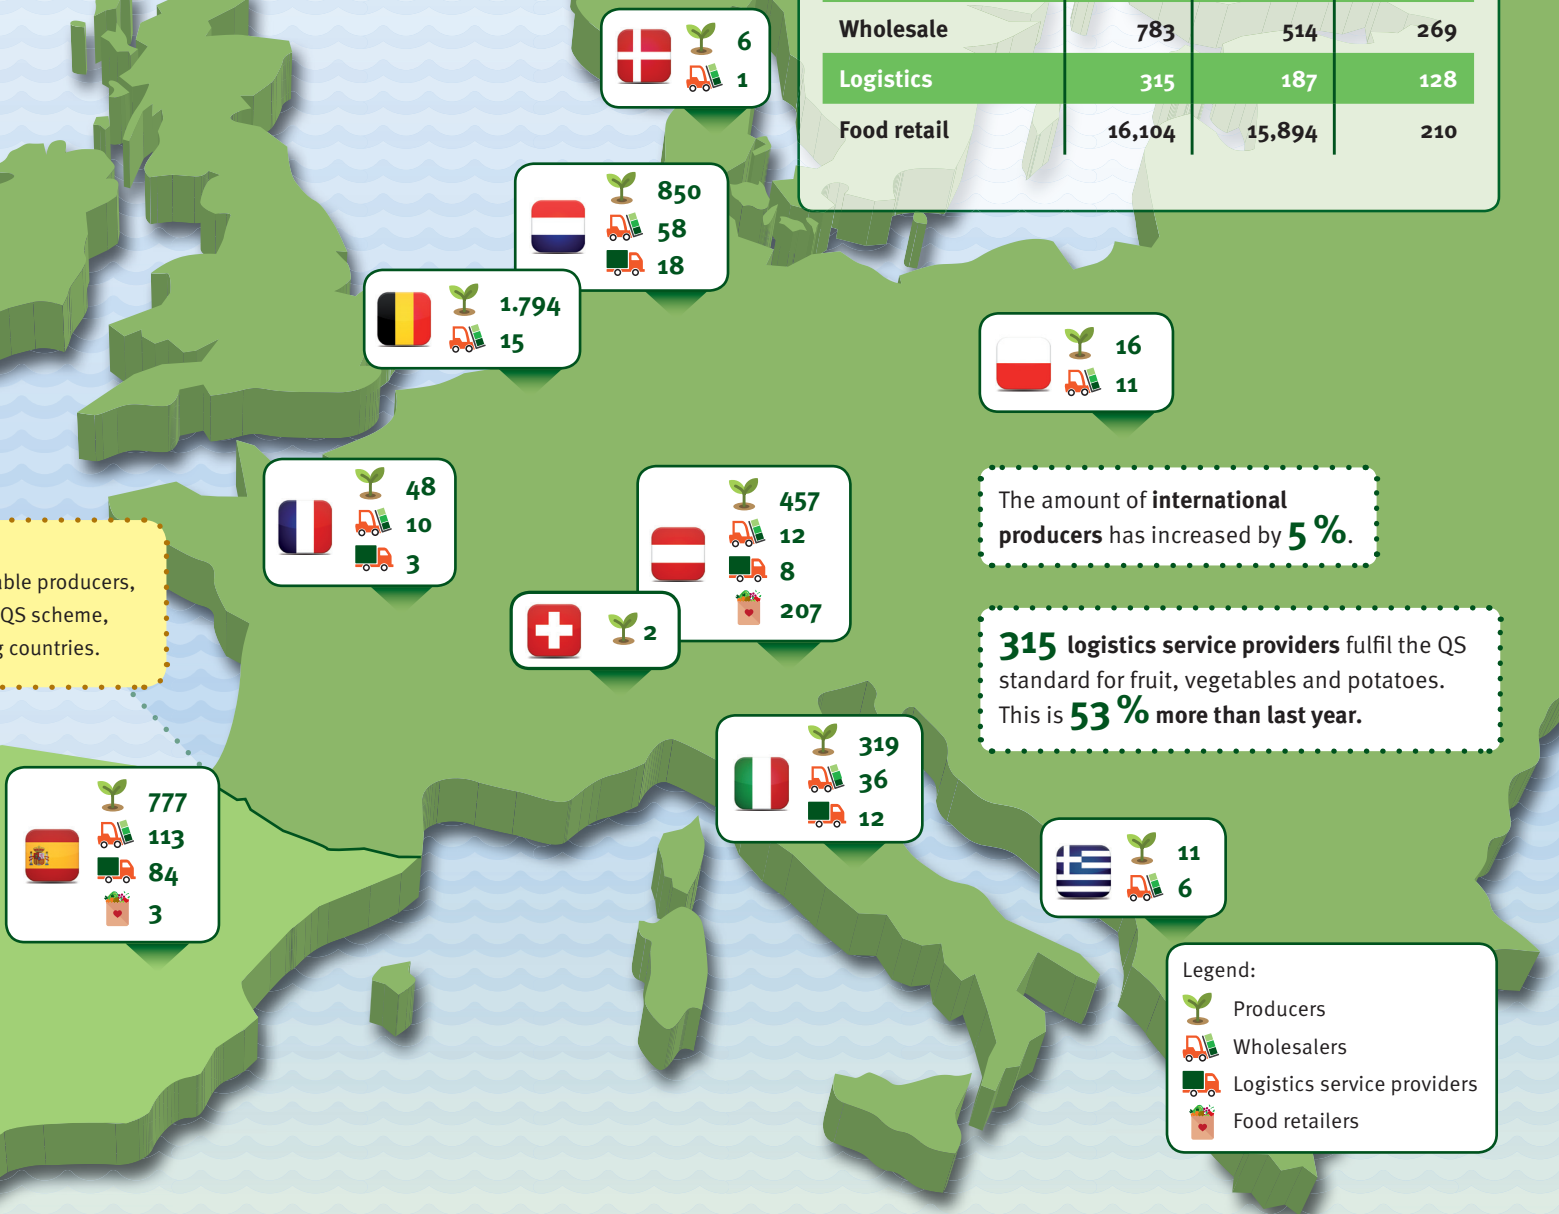 Wholesale 783 514 269
Logistics 315 187 128
Food retail 16,104 15,894 210
6
1
850
58
18
1.794
15
16
11
48
10
3
457
12
8
207
2
The amount of international
producers has increased by 5 %.
315 logistics service providers fulfil the QS
standard for fruit, vegetables and potatoes.
This is 53 % more than last year.
producers,
QS scheme,
countries.
319
36
12
777
113
84
3
11
6
Legend:
Producers
Wholesalers
Logistics service providers
Food retailers